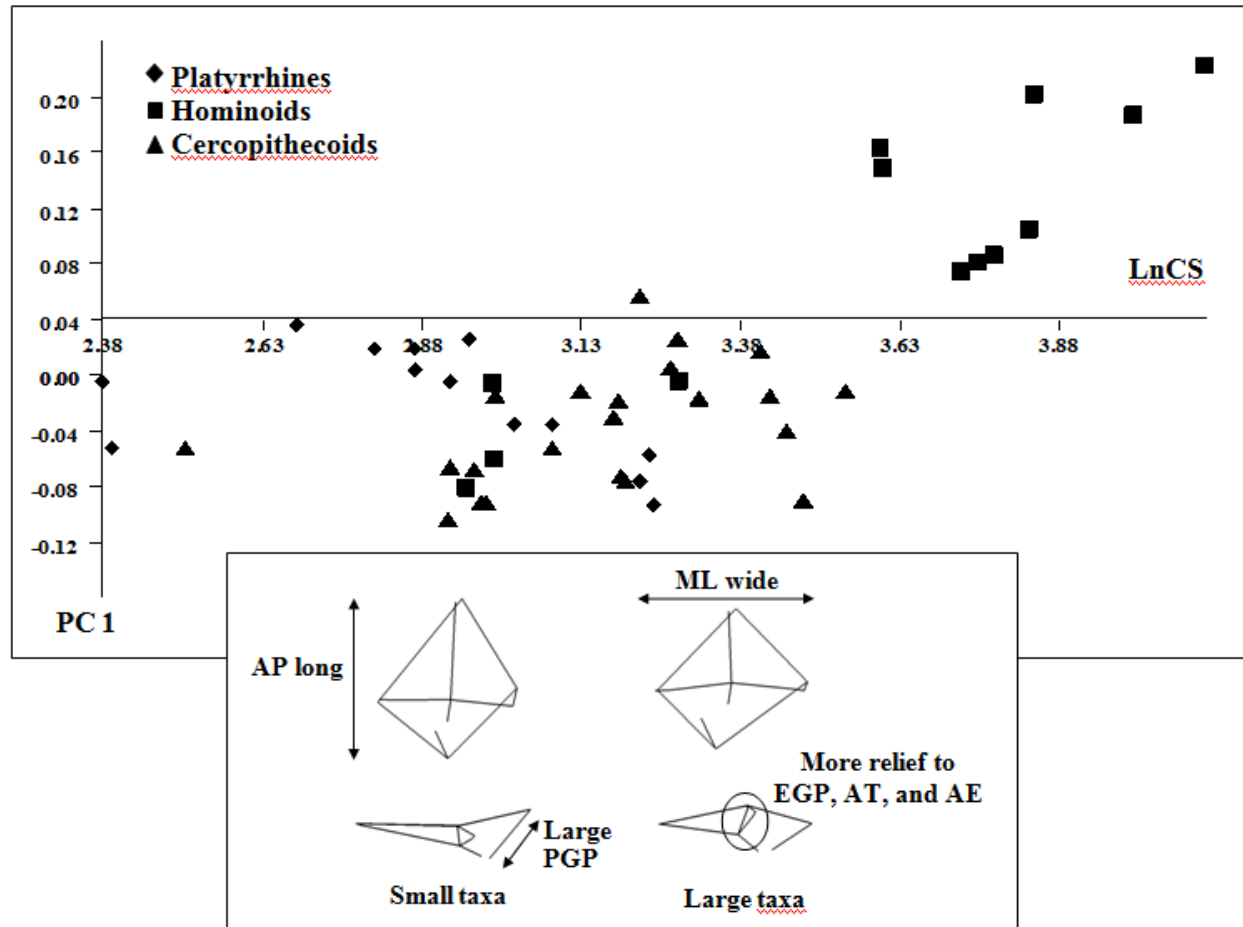 Platyrrhines
Hominoids
Cercopithecoids
0.20
0.16
0.12
0.08
0.04
0.00
-0.04
-0.08
-0.12
2.38
2.63
2.88
3.13
3.38
3.63
3.88
LnCS
PC 1
AP long
ML wide
More relief to
EGP, AT, and AE
Large
PGP
Small taxa
Large taxa